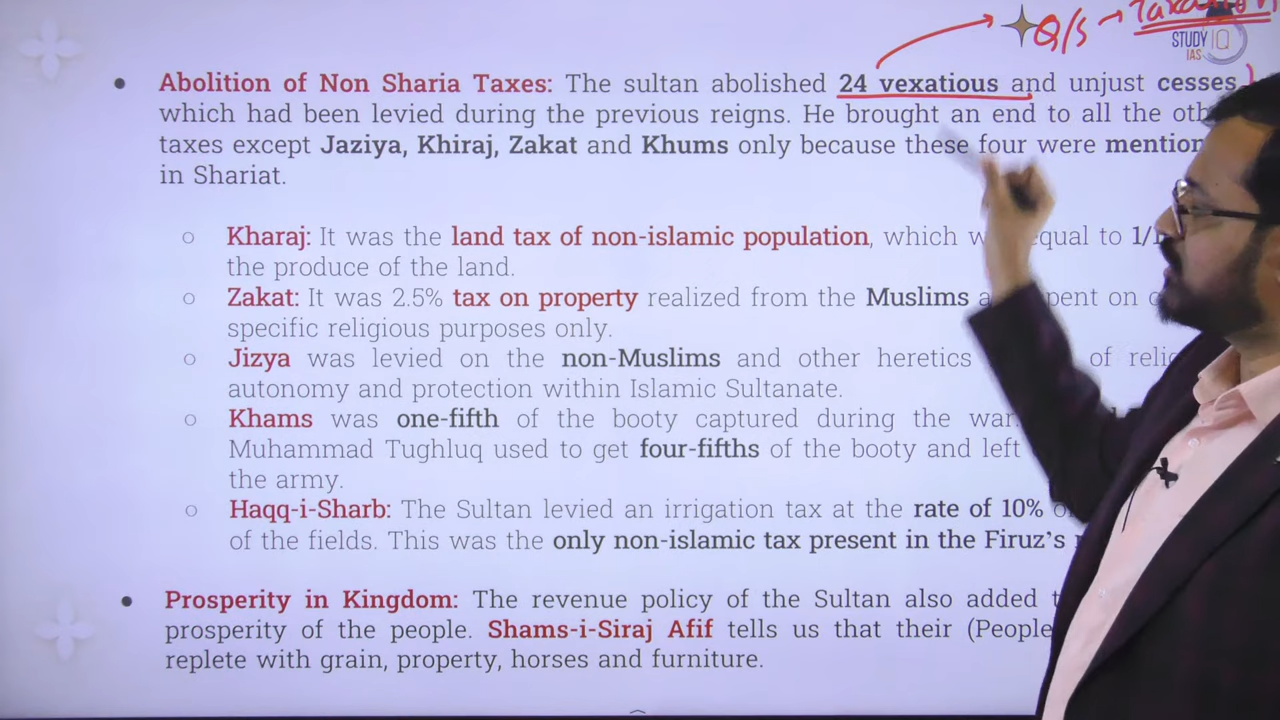 Q/S → Taxation
STUDY IQ
IAS
● Abolition of Non Sharia Taxes: The sultan abolished 24 vexatious and unjust cesses,
which had been levied during the previous reigns. He brought an end to all the
taxes except Jaziya, Khiraj, Zakat and Khums only because these four were
in Shariat.
○ Kharaj: It was the land tax of non-islamic population, which equal to
the produce of the land.
○ Zakat: It was 2.5% tax on property realized from the Muslims on
specific religious purposes only.
○ Jizya was levied on the non-Muslims and other heretics of
autonomy and protection within Islamic Sultanate.
○ Khams was one-fifth of the booty captured during the war.
Muhammad Tughluq used to get four-fifths of the booty and left
the army.
○ Haqq-i-Sharb: The Sultan levied an irrigation tax at the rate of 10%
of the fields. This was the only non-islamic tax present in the Firuz's
● Prosperity in Kingdom: The revenue policy of the Sultan also added
prosperity of the people. Shams-i-Siraj Afif tells us that their (People
replete with grain, property, horses and furniture.